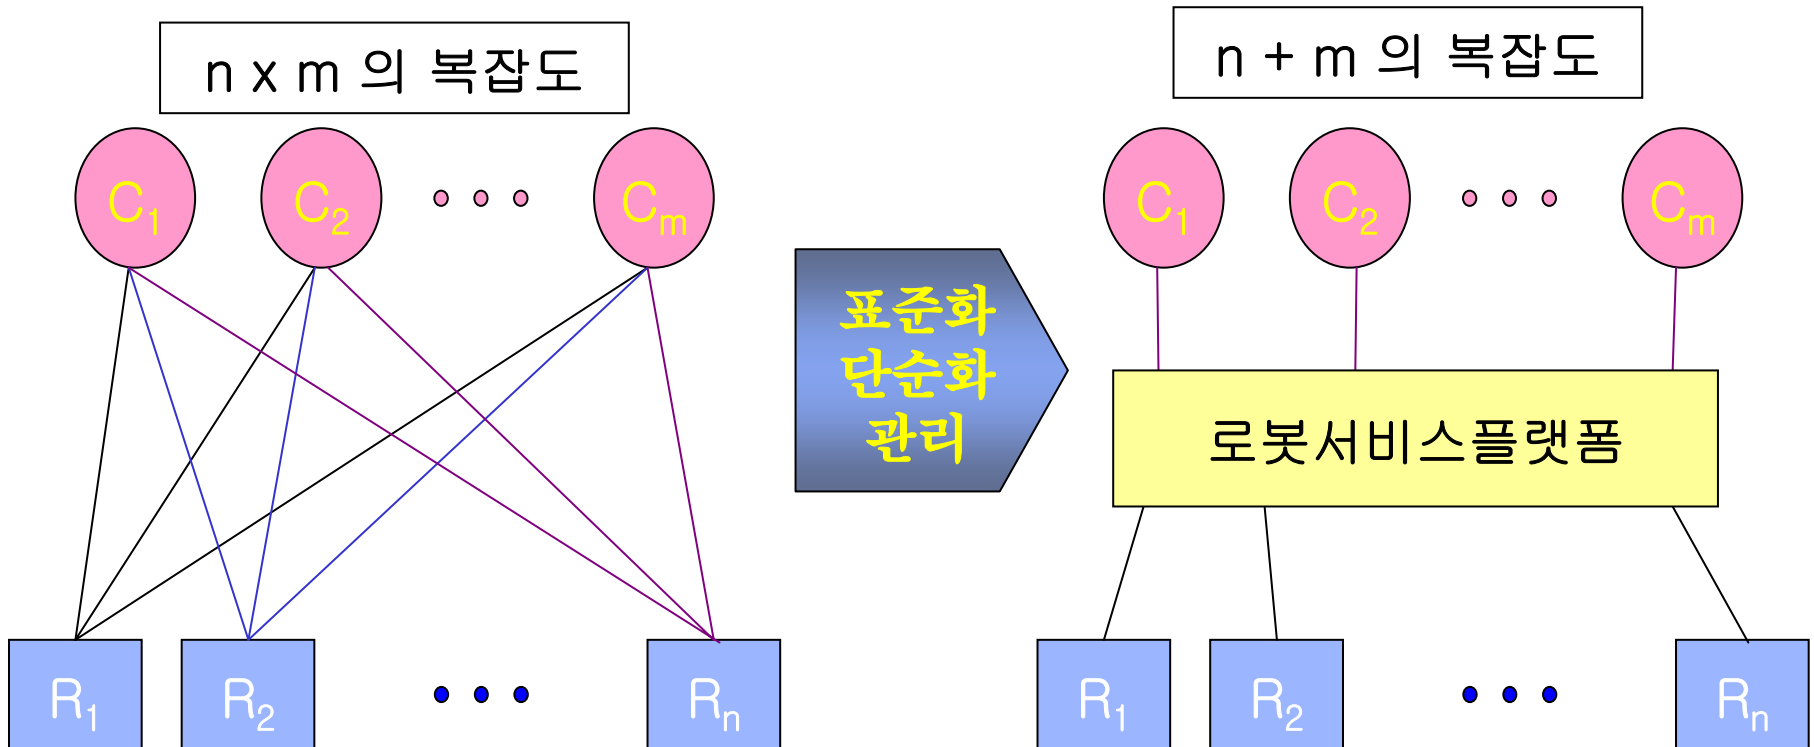 n x m 의 복잡도
n + m 의 복잡도
C1 C2 Cm
C1 C2 Cm
표준화
단순화
관리
로봇서비스플랫폼
R1 R2 Rn
R1 R2 Rn